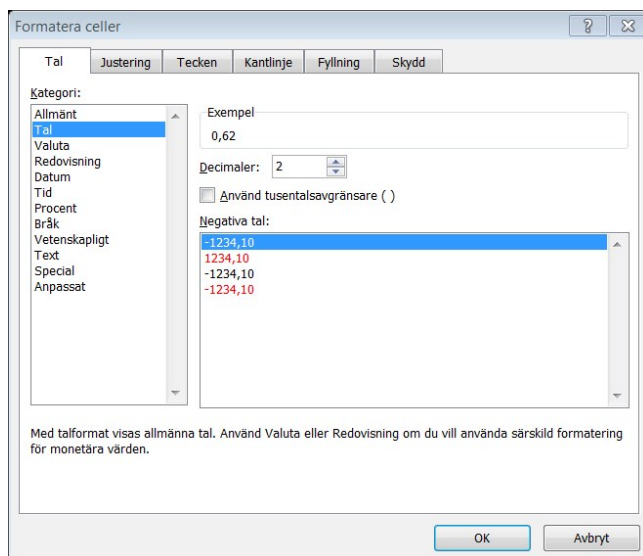 Formatera celler
Tal
Justering
Tecken
Kantlinje
Fyllning
Skydd
Kategori:
Allmänt
Tal
Valuta
Redovisning
Datum
Tid
Procent
Bråk
Vetenskapligt
Text
Special
Anpassat
Exempel
0,62
Decimaler: 2
Använd tusentalsavgränsare ( )
Negativa tal:
-1234,10
1234,10
-1234,10
-1234,10
Med talformat visas allmänna tal. Använd Valuta eller Redovisning om du vill använda särskild formatering
för monetära värden.
OK
Avbryt